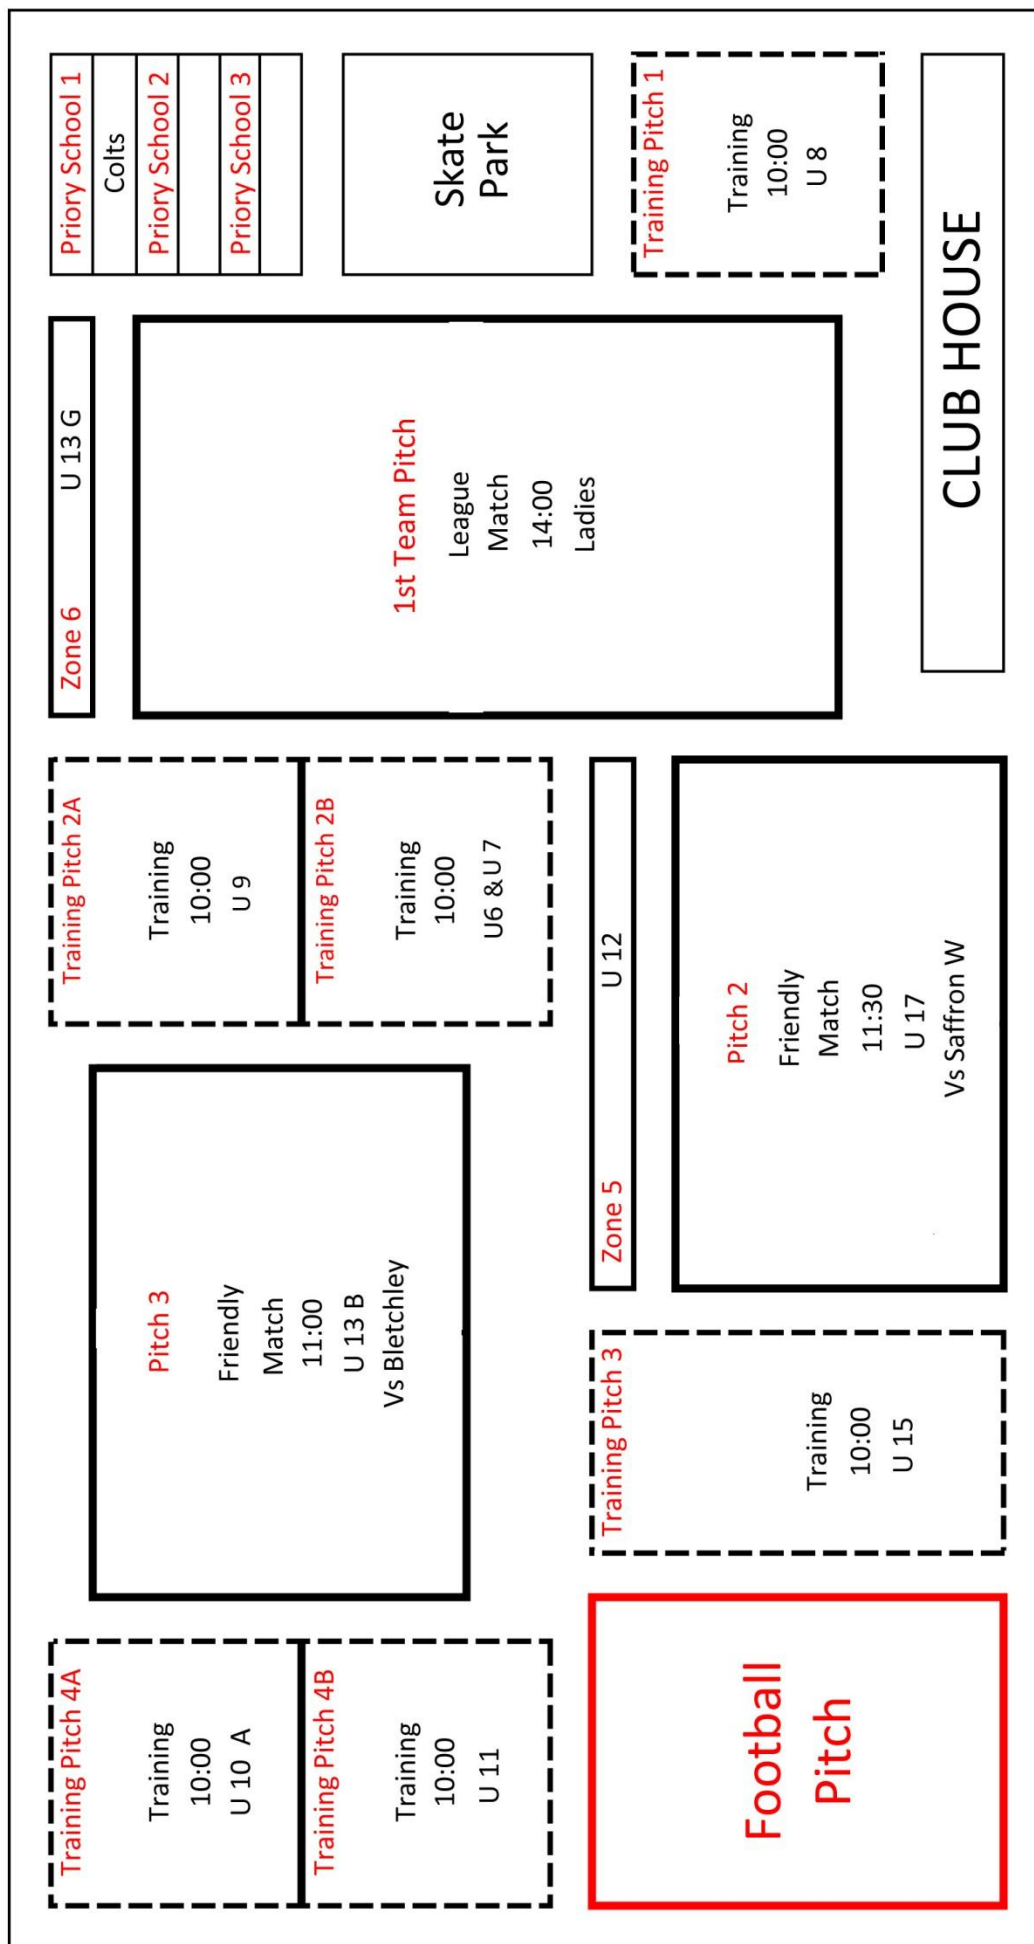 Training Pitch 4A
Training
10:00
U 10 A
Training Pitch 4B
Training
10:00
U 11
Football
Pitch
Pitch 3
Friendly
Match
11:00
U 13 B
Vs Bletchley
Training Pitch 3
Training
10:00
U 15
Training Pitch 2A
Training
10:00
U 9
Training Pitch 2B
Training
10:00
U6 &U 7
Zone 5 U 12
Pitch 2
Friendly
Match
11:30
U 17
Vs Saffron W
Zone 6 U 13 G
1st Team Pitch
League
Match
14:00
Ladies
Priory School 1
Colts
Priory School 2
Priory School 3
Skate
Park
Training Pitch 1
Training
10:00
U 8
CLUB HOUSE